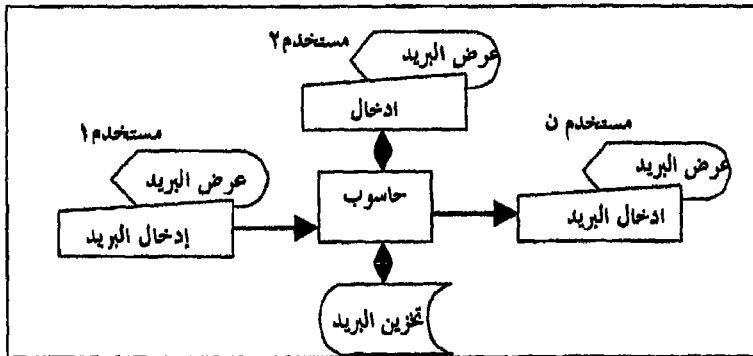 مستخدم٢
عرض البريد
ادخال
مستخدم١
عرض البريد
إدخال البريد
حاسوب
مستخدم ن
عرض البريد
ادخال البريد
تخزين البريد